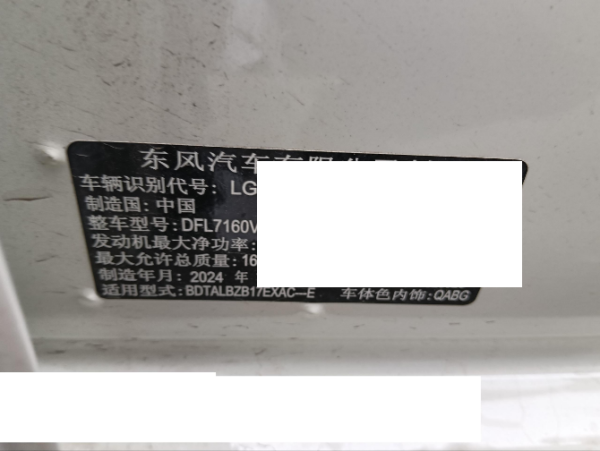 东风汽车有限公司
车辆识别代号: LG
制造国: 中国
整车型号: DFL7160V
发动机最大净功率:
最大允许总质量: 16
制造年月: 2024 年
适用型式: BDTALBZB17EXAC—E 车体色内饰: QABG